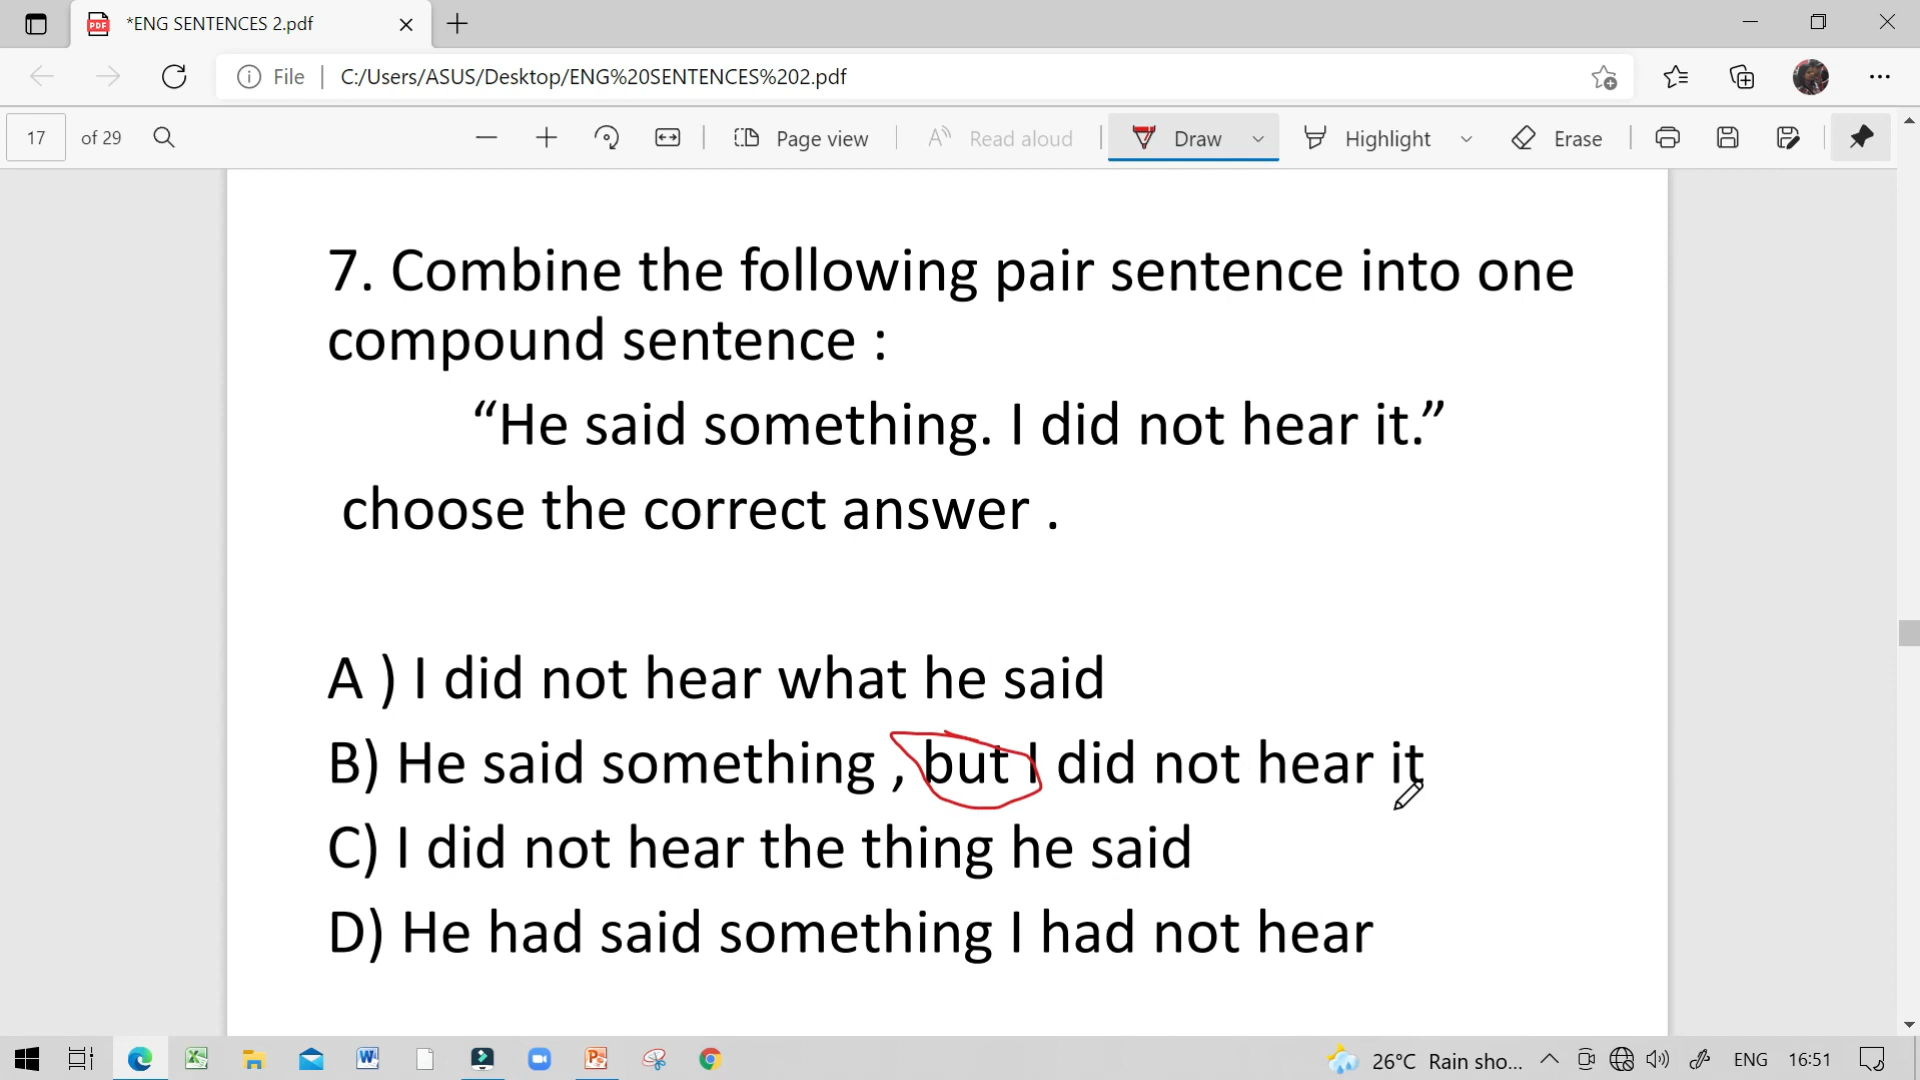 *ENG SENTENCES 2.pdf
File | C:/Users/ASUS/Desktop/ENG%20SENTENCES%202.pdf
17 of 29 Page view Read aloud Draw Highlight Erase
7. Combine the following pair sentence into one
compound sentence :
“He said something. I did not hear it.”
choose the correct answer .
A ) I did not hear what he said
B) He said something , but I did not hear it
C) I did not hear the thing he said
D) He had said something I had not hear
26°C Rain sho... ENG 16:51